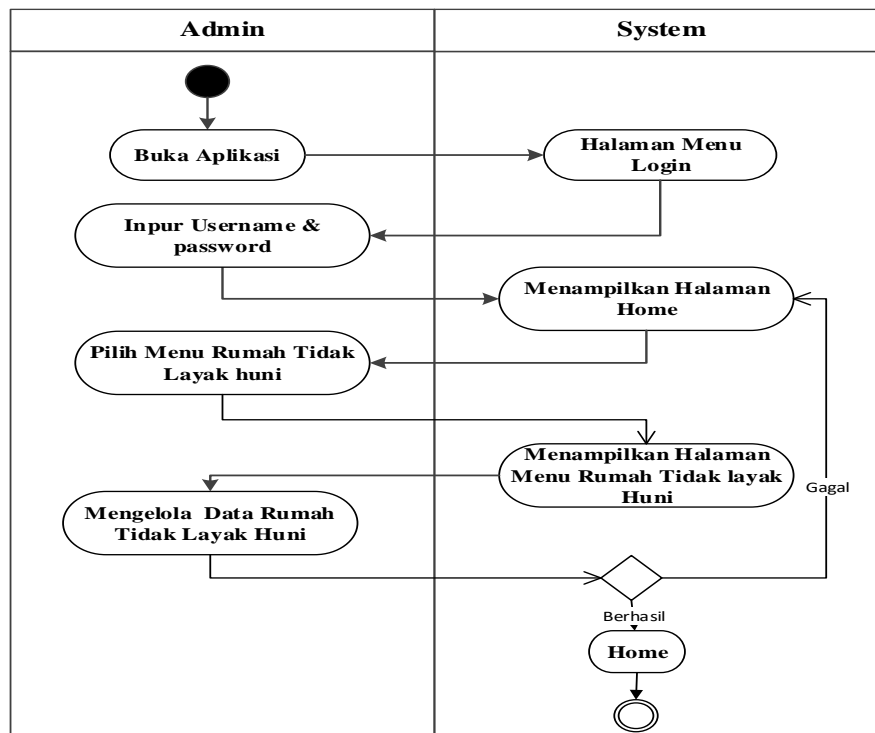 Admin
System
Buka Aplikasi
Halaman Menu
Login
Inpur Username &
password
Menampilkan Halaman
Home
Pilih Menu Rumah Tidak
Layak huni
Menampilkan Halaman
Menu Rumah Tidak layak
Huni
Gagal
Mengelola Data Rumah
Tidak Layak Huni
Berhasil
Home